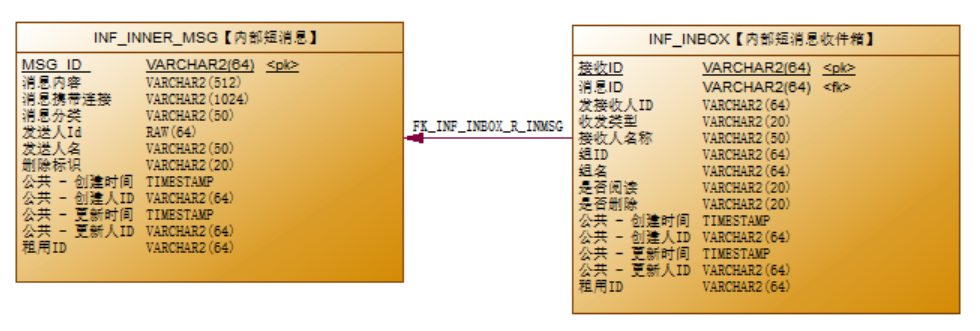 INF_INNER_MSG【内部短消息】
MSG_ID VARCHAR2(64) <pk>
消息内容 VARCHAR2(512)
消息携带连接 VARCHAR2(1024)
消息分类 VARCHAR2(50)
发送人Id RAW(64)
发送人名 VARCHAR2(50)
删除标识 VARCHAR2(20)
公共 - 创建时间 TIMESTAMP
公共 - 创建人ID VARCHAR2(64)
公共 - 更新时间 TIMESTAMP
公共 - 更新人ID VARCHAR2(64)
租用ID VARCHAR2(64)
FK_INF_INBOX_R_INMSG
INF_INBOX【内部短消息收件箱】
接收ID VARCHAR2(64) <pk>
消息ID VARCHAR2(64) <fk>
发接收人ID VARCHAR2(64)
收发类型 VARCHAR2(20)
接收人名称 VARCHAR2(50)
组ID VARCHAR2(64)
组名 VARCHAR2(64)
是否阅读 VARCHAR2(20)
是否删除 VARCHAR2(20)
公共 - 创建时间 TIMESTAMP
公共 - 创建人ID VARCHAR2(64)
公共 - 更新时间 TIMESTAMP
公共 - 更新人ID VARCHAR2(64)
租用ID VARCHAR2(64)